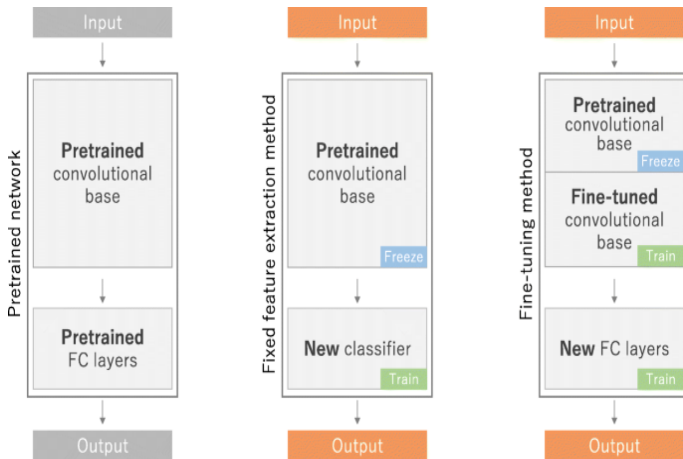 Input
Pretrained network
Pretrained
convolutional
base
Pretrained
FC layers
Output
Input
Fixed feature extraction method
Pretrained
convolutional
base
Freeze
New classifier
Train
Output
Input
Fine-tuning method
Pretrained
convolutional
base
Freeze
Fine-tuned
convolutional
base
Train
New FC layers
Train
Output